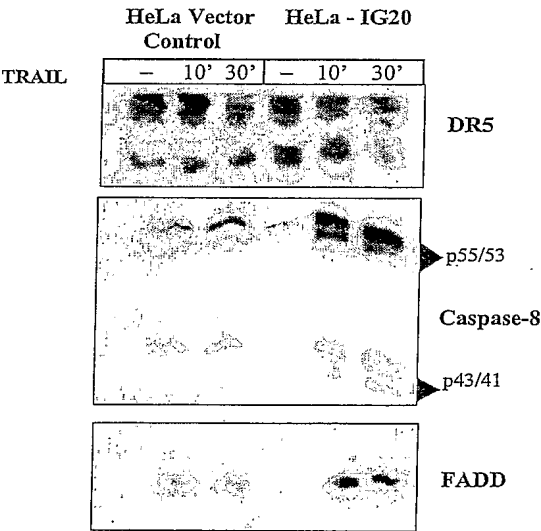 HeLa Vector Control
HeLa - IG20
TRAIL
– 10' 30' – 10' 30'
DR5
p55/53
Caspase-8
p43/41
FADD